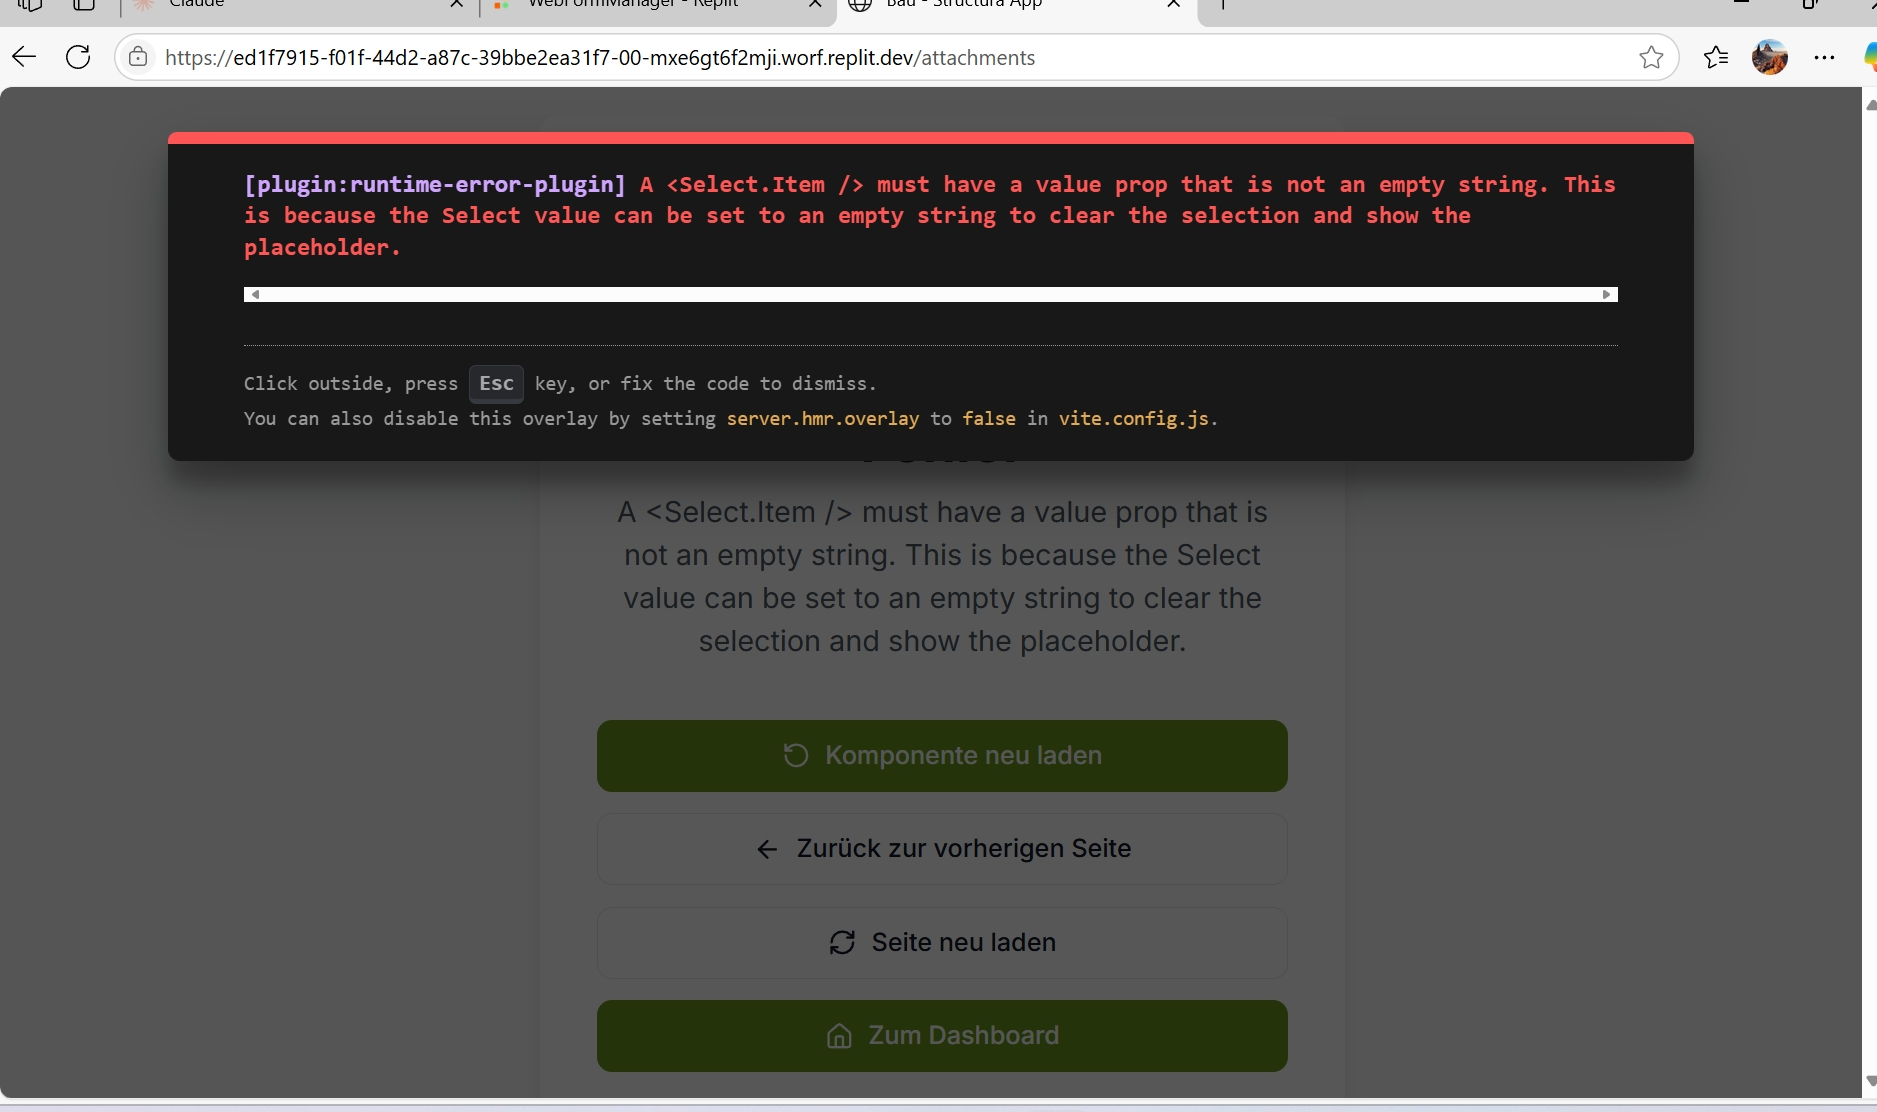 Claude
WebFormManager - Replit
Bau - Structura App
https://ed1f7915-f01f-44d2-a87c-39bbe2ea31f7-00-mxe6gt6f2mji.worf.replit.dev/attachments
[plugin:runtime-error-plugin] A <Select.Item /> must have a value prop that is not an empty string. This
is because the Select value can be set to an empty string to clear the selection and show the
placeholder.
Click outside, press Esc key, or fix the code to dismiss.
You can also disable this overlay by setting server.hmr.overlay to false in vite.config.js.
A <Select.Item /> must have a value prop that is
not an empty string. This is because the Select
value can be set to an empty string to clear the
selection and show the placeholder.
Komponente neu laden
Zurück zur vorherigen Seite
Seite neu laden
Zum Dashboard